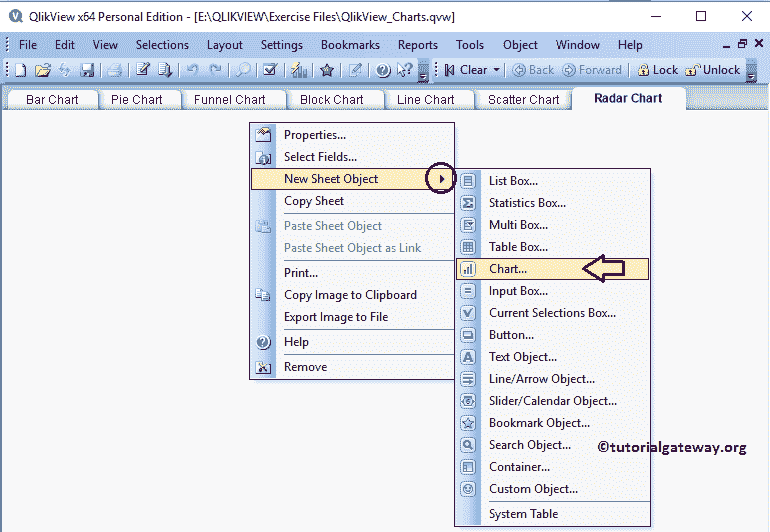 QlikView x64 Personal Edition - [E:\QLIKVIEW\Exercise Files\QlikView_Charts.qvw]
File Edit View Selections Layout Settings Bookmarks Reports Tools Object Window Help
Clear Back Forward Lock Unlock
Bar Chart Pie Chart Funnel Chart Block Chart Line Chart Scatter Chart Radar Chart
Properties...
Select Fields...
New Sheet Object
Copy Sheet
Paste Sheet Object
Paste Sheet Object as Link
Print...
Copy Image to Clipboard
Export Image to File
Help
Remove
List Box...
Statistics Box...
Multi Box...
Table Box...
Chart...
Input Box...
Current Selections Box...
Button...
Text Object...
Line/Arrow Object...
Slider/Calendar Object...
Bookmark Object...
Search Object...
Container...
Custom Object...
System Table
©tutorialgateway.org